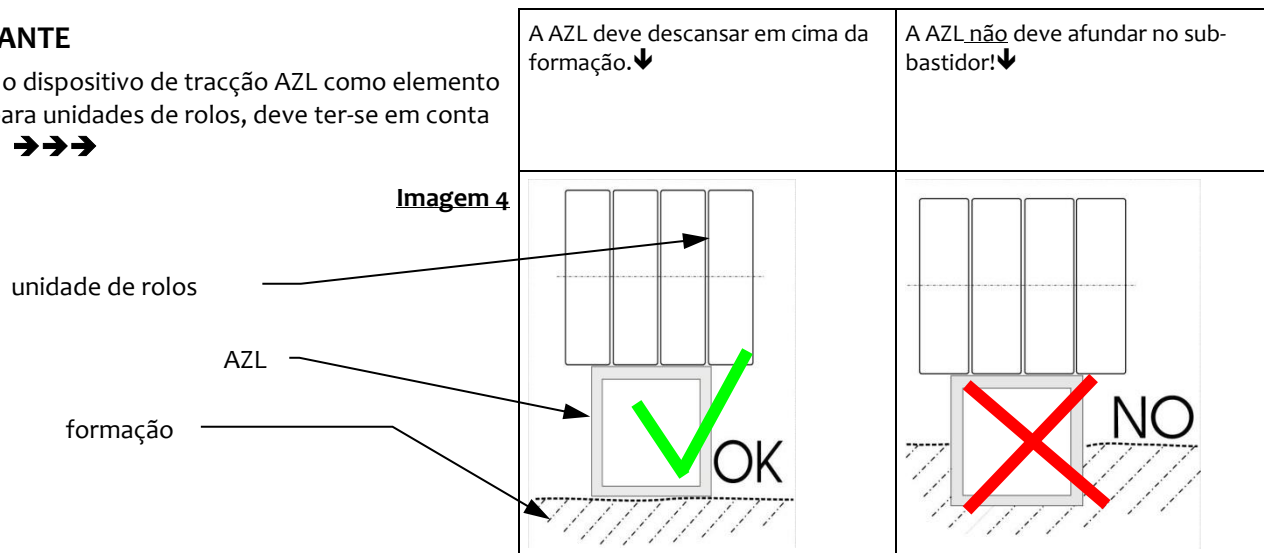 ANTE
o dispositivo de tracção AZL como elemento
ara unidades de rolos, deve ter-se em conta
➔➔➔
A AZL deve descansar em cima da
formação.🡻
A AZL não deve afundar no sub-
bastidor!🡻
Imagem 4
unidade de rolos
AZL
formação
OK
NO